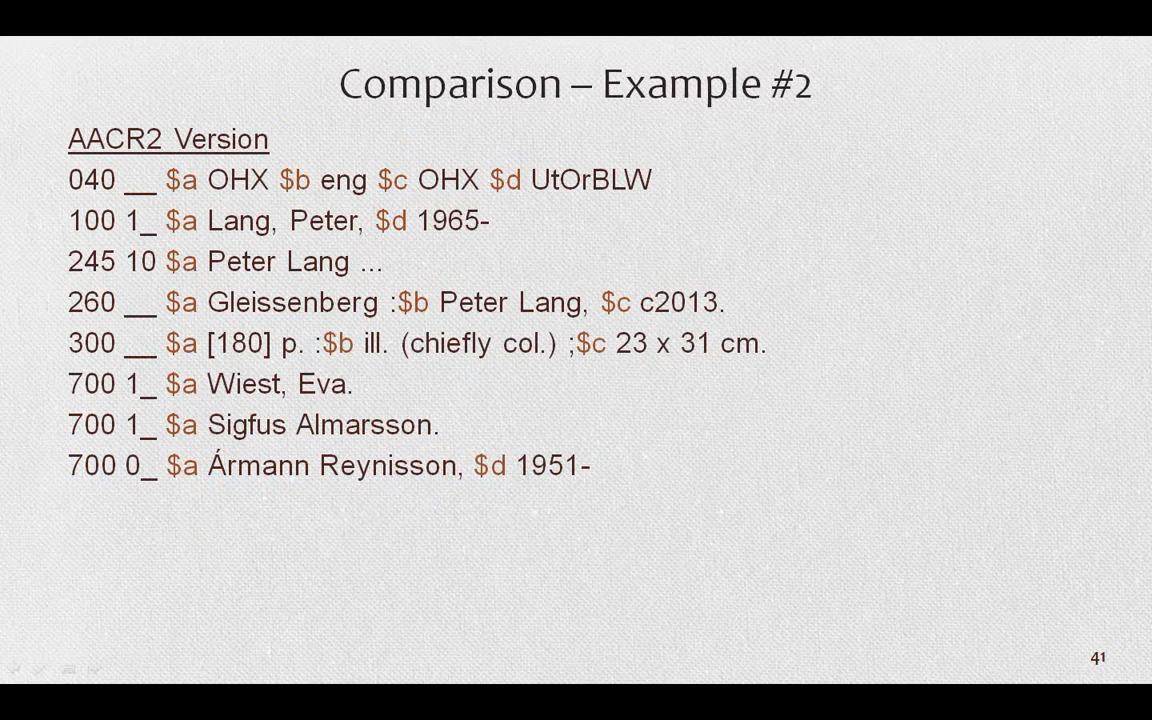 Comparison – Example #2
AACR2 Version
040 __ $a OHX $b eng $c OHX $d UtOrBLW
100 1_ $a Lang, Peter, $d 1965-
245 10 $a Peter Lang ...
260 __ $a Gleissenberg :$b Peter Lang, $c c2013.
300 __ $a [180] p. :$b ill. (chiefly col.) ;$c 23 x 31 cm.
700 1_ $a Wiest, Eva.
700 1_ $a Sigfus Almarsson.
700 0_ $a Ármann Reynisson, $d 1951-
41